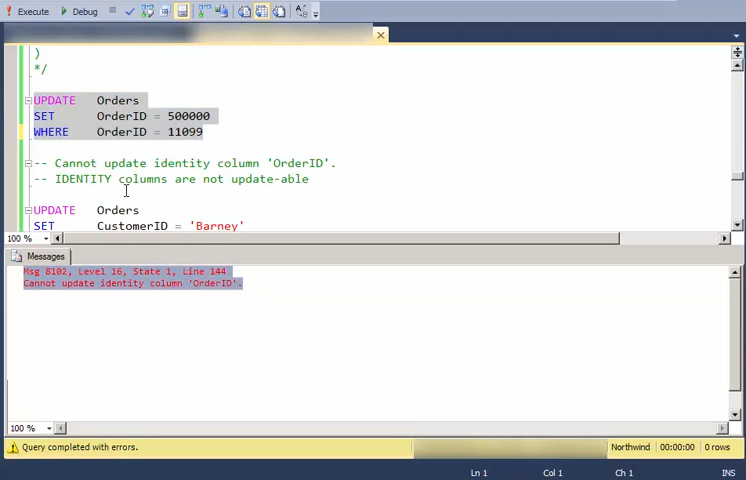 Execute Debug
)
*/
UPDATE Orders
SET OrderID = 500000
WHERE OrderID = 11099
-- Cannot update identity column 'OrderID'.
-- IDENTITY columns are not update-able
UPDATE Orders
SET CustomerID = 'Barney'
100 %
Messages
Msg 8102, Level 16, State 1, Line 144
Cannot update identity column 'OrderID'.
100 %
Query completed with errors. Northwind 00:00:00 0 rows
Ln 1 Col 1 Ch 1 INS